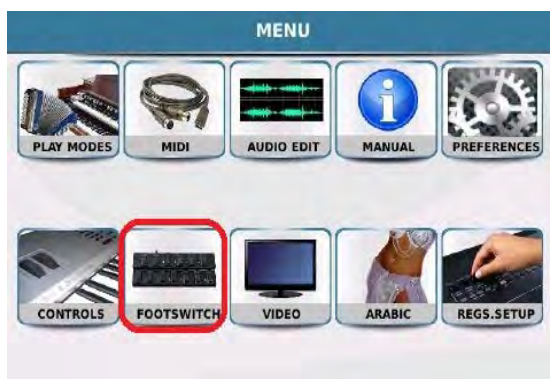 MENU
PLAY MODES
MIDI
AUDIO EDIT
MANUAL
PREFERENCES
CONTROLS
FOOTSWITCH
VIDEO
ARABIC
REGS.SETUP